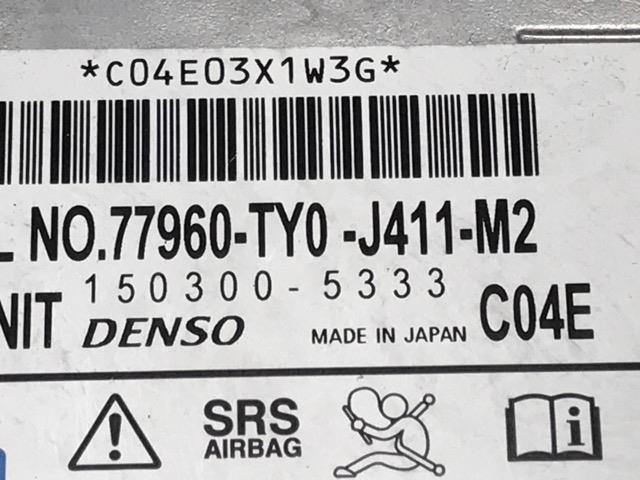 *C04E03X1W3G*
L NO.77960-TY0 -J411-M2
150300-5333
NIT DENSO MADE IN JAPAN C04E
SRS
AIRBAG
i